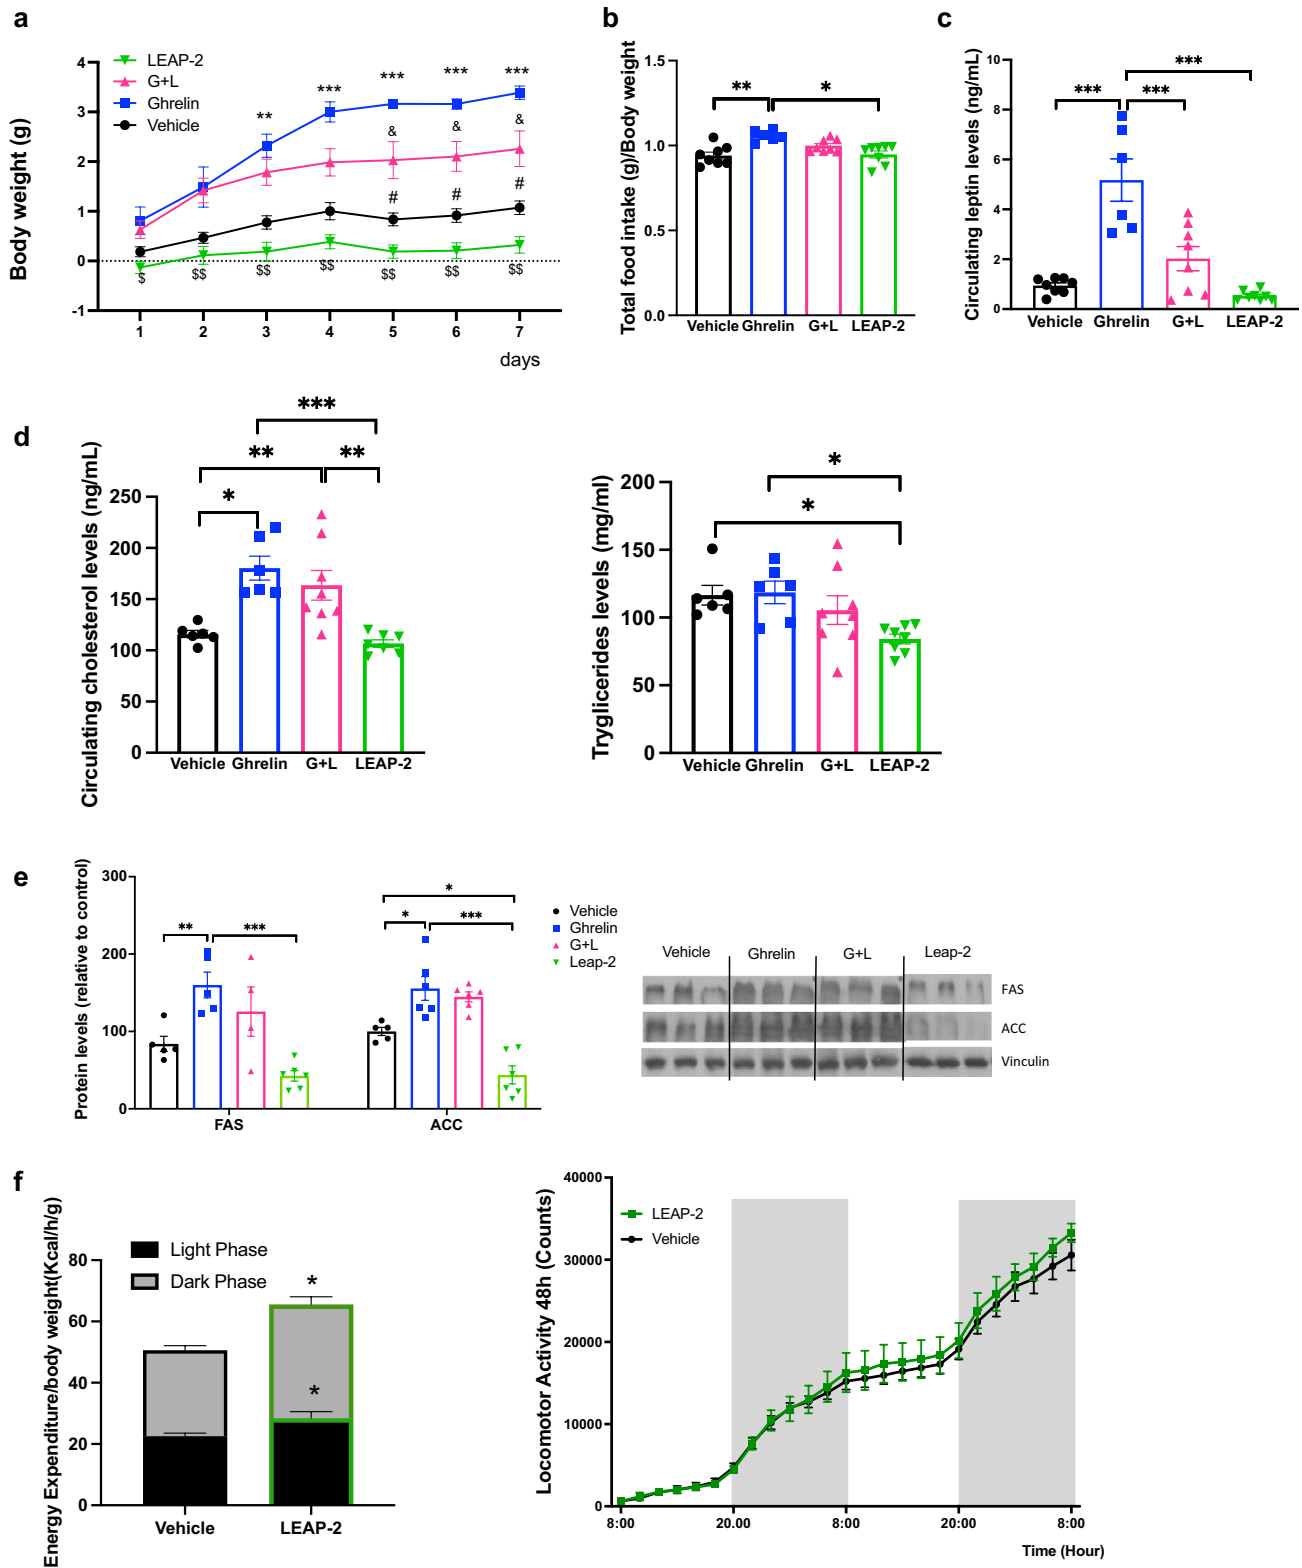 a
Body weight (g)
4
3
2
1
0
-1
LEAP-2
G+L
Ghrelin
Vehicle
** *** *** *** ***
& & &
# # #
$ $$ $$ $$ $$ $$ $$
1 2 3 4 5 6 7
days
b
Total food intake (g)/Body weight
1.5
1.0
0.5
0.0
** *
Vehicle Ghrelin G+L LEAP-2
c
Circulating leptin levels (ng/mL)
10
8
6
4
2
0
***
*** ***
Vehicle Ghrelin G+L LEAP-2
d
Circulating cholesterol levels (ng/mL)
250
200
150
100
50
0
***
** **
*
Vehicle Ghrelin G+L LEAP-2
Tryglicerides levels (mg/ml)
200
150
100
50
0
*
*
Vehicle Ghrelin G+L LEAP-2
e
Protein levels (relative to control)
300
200
100
0
** ***
*
* ***
FAS ACC
Vehicle
Ghrelin
G+L
Leap-2
Vehicle Ghrelin G+L Leap-2
FAS
ACC
Vinculin
f
Energy Expenditure/body weight(Kcal/h/g)
80
60
40
20
0
Light Phase
Dark Phase
*
*
Vehicle LEAP-2
Locomotor Activity 48h (Counts)
40000
30000
20000
10000
0
LEAP-2
Vehicle
8:00 20.00 8:00 20:00 8:00
Time (Hour)